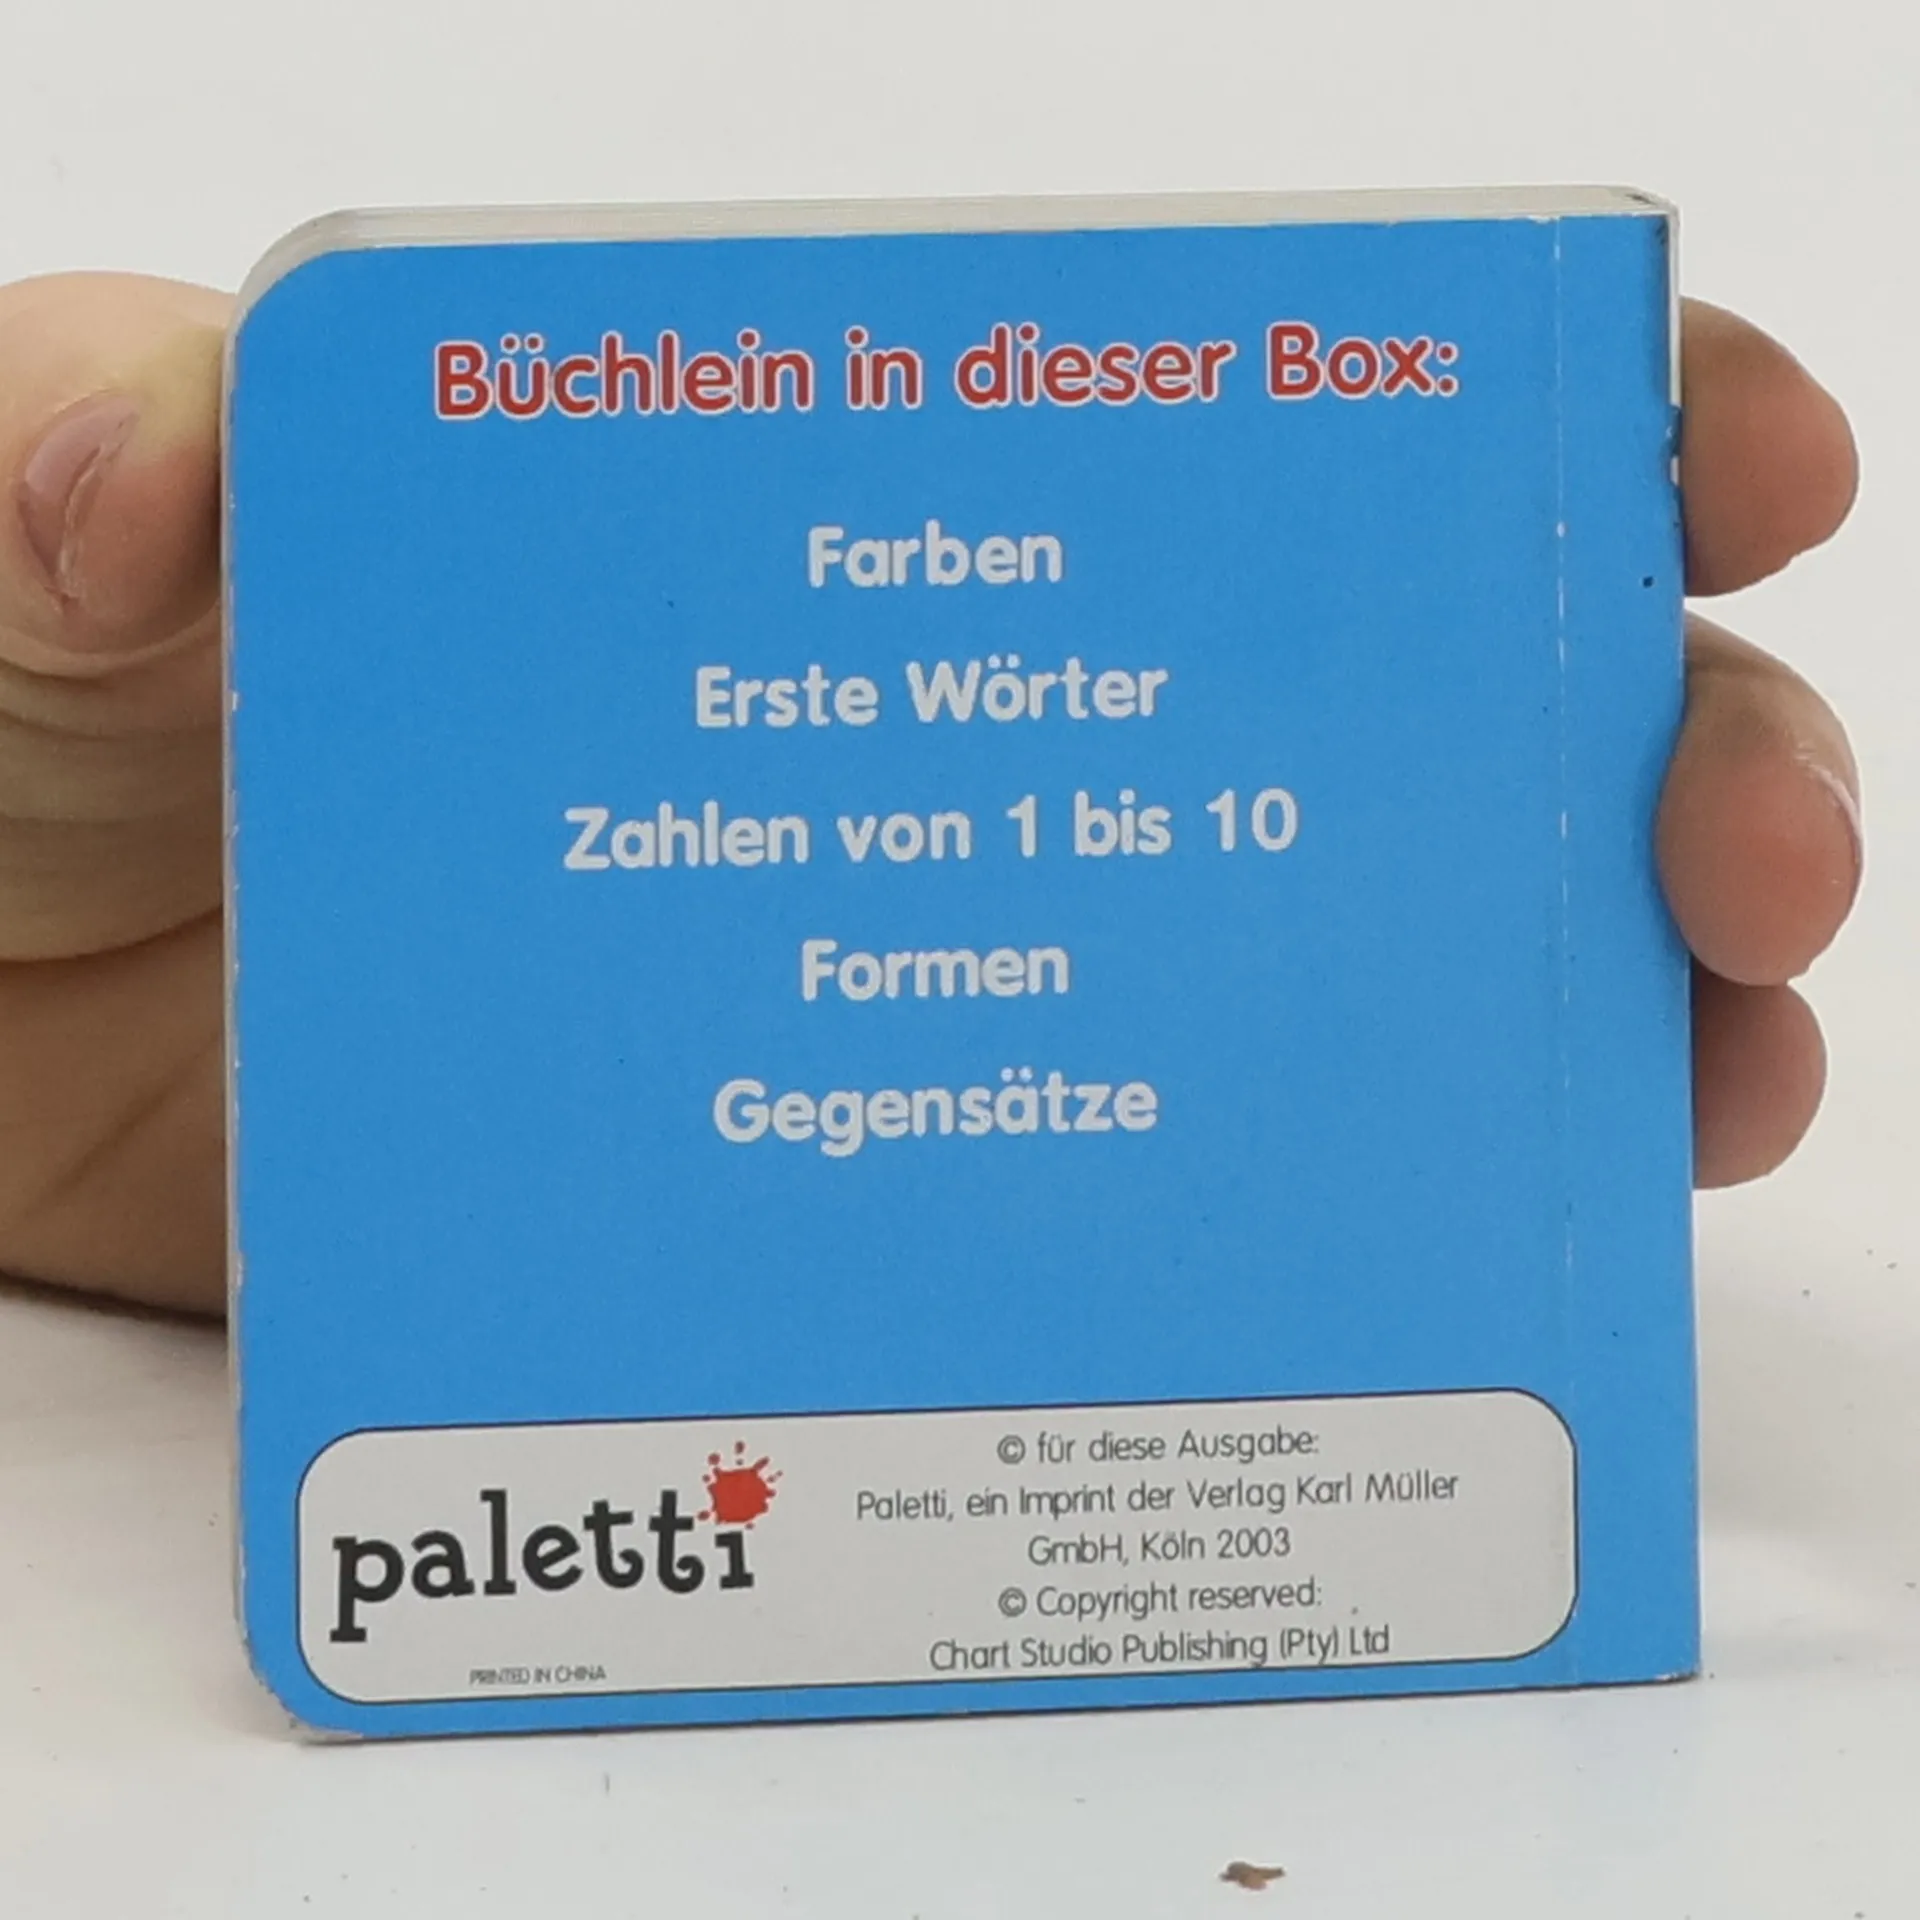 Büchlein in dieser Box:
Farben
Erste Wörter
Zahlen von 1 bis 10
Formen
Gegensätze
paletti
PRINTED IN CHINA
© für diese Ausgabe:
Paletti, ein Imprint der Verlag Karl Müller
GmbH, Köln 2003
© Copyright reserved:
Chart Studio Publishing (Pty) Ltd